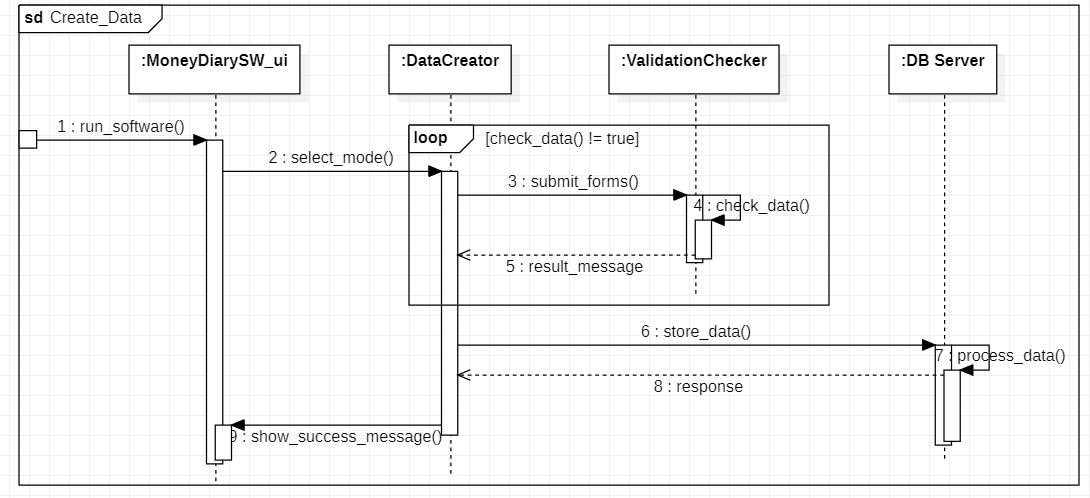 sd Create_Data
:MoneyDiarySW_ui
:DataCreator
:ValidationChecker
:DB Server
1 : run_software()
loop [check_data() != true]
2 : select_mode()
3 : submit_forms()
4 : check_data()
5 : result_message
6 : store_data()
7 : process_data()
8 : response
9 : show_success_message()